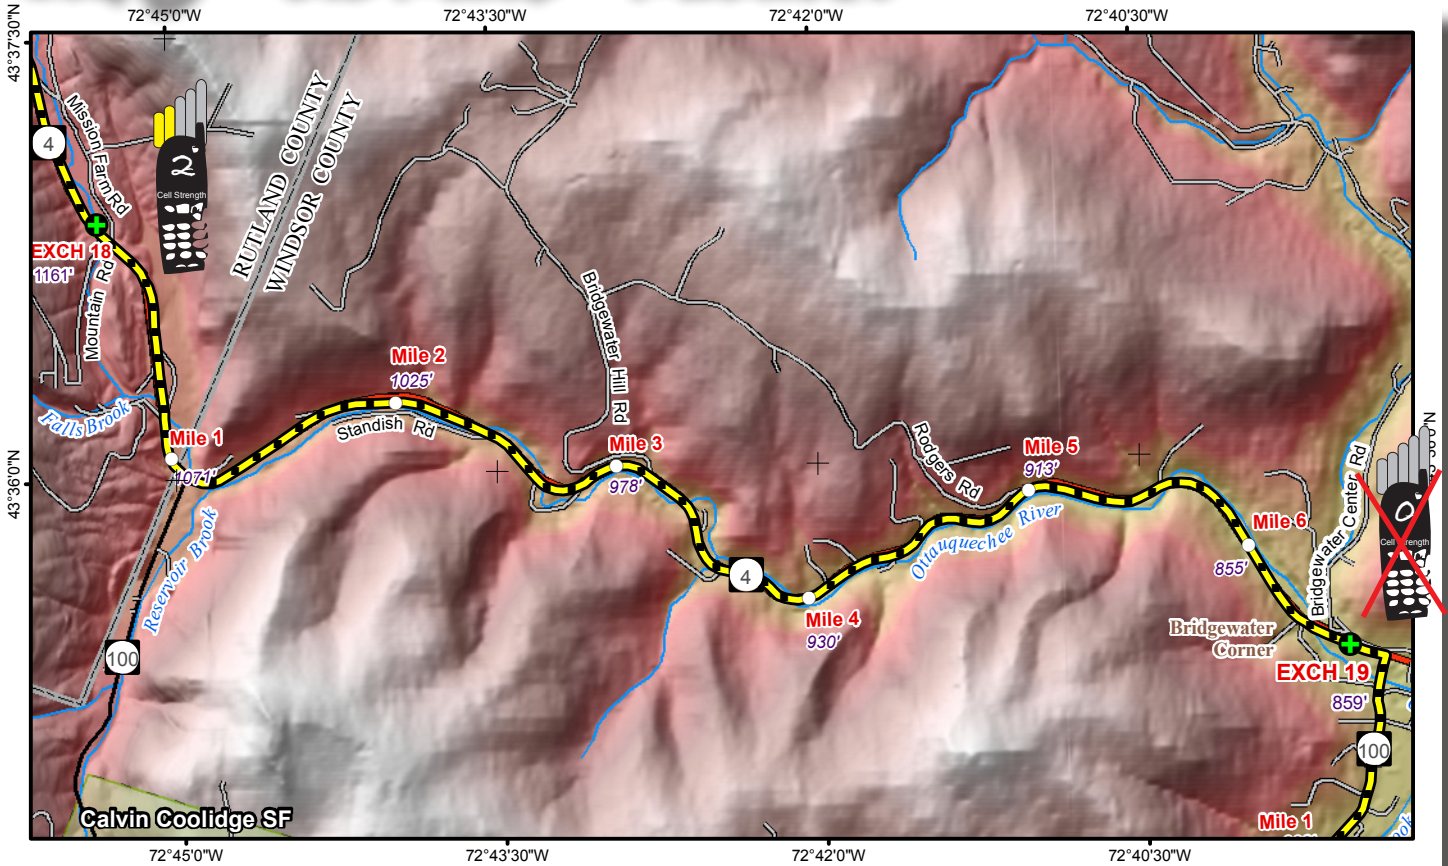 72°45'0"W
72°43'30"W
72°42'0"W
72°40'30"W
43°37'30"N
Mission Farm Rd
4
2
Cell Strength
RUTLAND COUNTY
WINDSOR COUNTY
EXCH 18
1161'
Mountain Rd
Bridgewater Hill Rd
Mile 2
1025'
Standish Rd
Falls Brook
Mile 1
1071'
Mile 3
978'
Rodgers Rd
Mile 5
913'
43°36'0"N
Bridgewater Center Rd
0
Cell Strength
Mile 6
855'
Ottauquechee River
Reservoir Brook
4
Mile 4
930'
Bridgewater
Corner
100
EXCH 19
859'
100
Calvin Coolidge SF
Mile 1
72°45'0"W
72°43'30"W
72°42'0"W
72°40'30"W